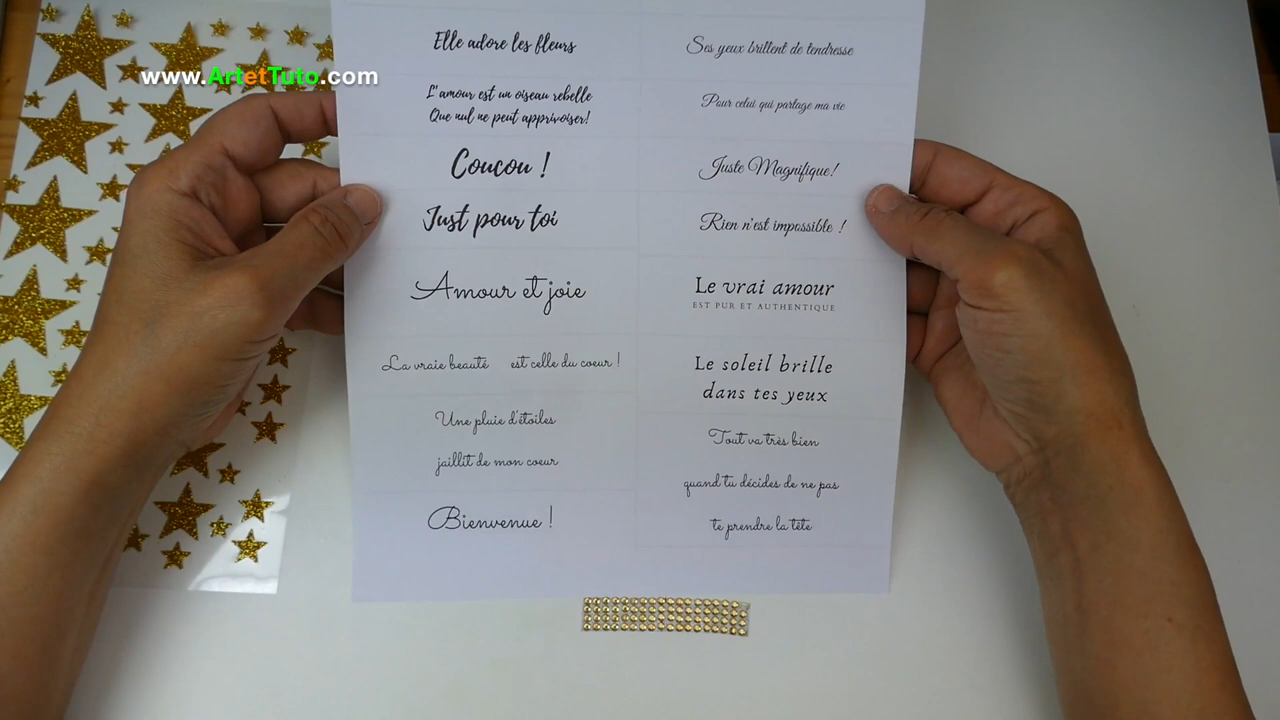 www.ArtetTuto.com
Elle adore les fleurs
L'amour est un oiseau rebelle
Que nul ne peut apprivoiser!
Coucou !
Just pour toi
Amour et joie
La vraie beauté est celle du coeur !
Une pluie d'étoiles
jaillit de mon coeur
Bienvenue !
Ses yeux brillent de tendresse
Pour celui qui partage ma vie
Juste Magnifique!
Rien n'est impossible !
Le vrai amour
EST PUR ET AUTHENTIQUE
Le soleil brille
dans tes yeux
Tout va très bien
quand tu décides de ne pas
te prendre la tête